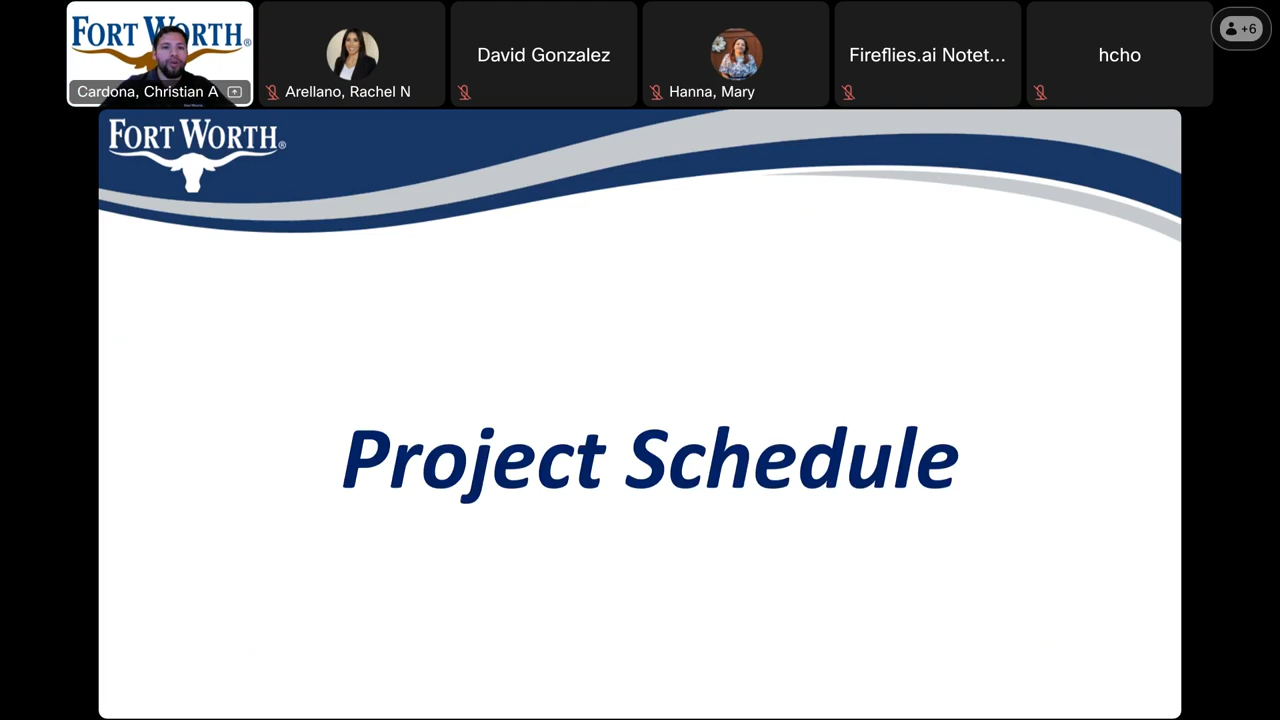 FORT WORTH®
Cardona, Christian A
Arellano, Rachel N
David Gonzalez
Hanna, Mary
Fireflies.ai Notet...
hcho
+6
FORT WORTH®
Project Schedule